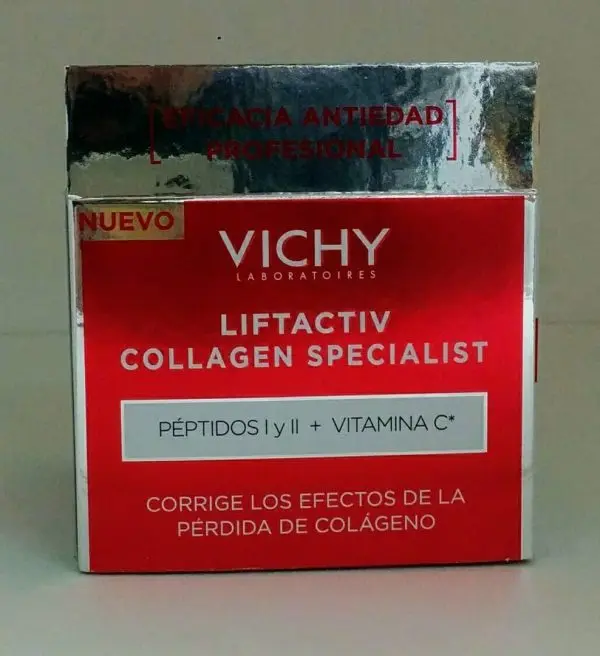 [EFICACIA ANTIEDAD
PROFESIONAL]
NUEVO
VICHY
LABORATOIRES
LIFTACTIV
COLLAGEN SPECIALIST
PÉPTIDOS I y II + VITAMINA C*
CORRIGE LOS EFECTOS DE LA
PÉRDIDA DE COLÁGENO